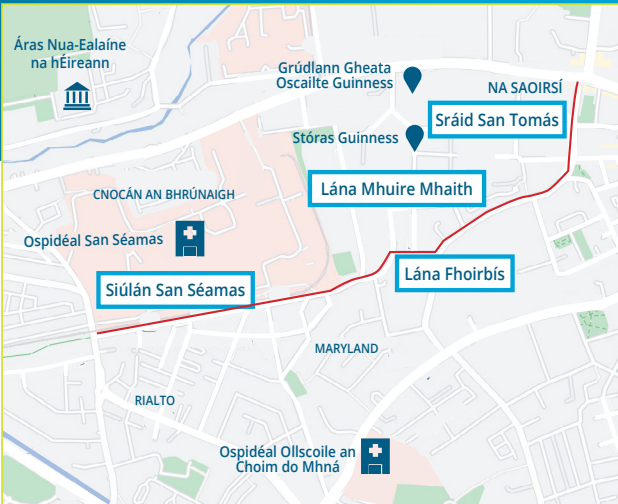 Áras Nua-Ealaíne
na hÉireann
Grúdlann Gheata
Oscailte Guinness
NA SAOIRSÍ
Sráid San Tomás
Stóras Guinness
Lána Mhuire Mhaith
CNOCÁN AN BHRÚNAIGH
Ospidéal San Séamas
Lána Fhoirbís
Siúlán San Séamas
MARYLAND
RIALTO
Ospidéal Ollscoile an
Choim do Mhná